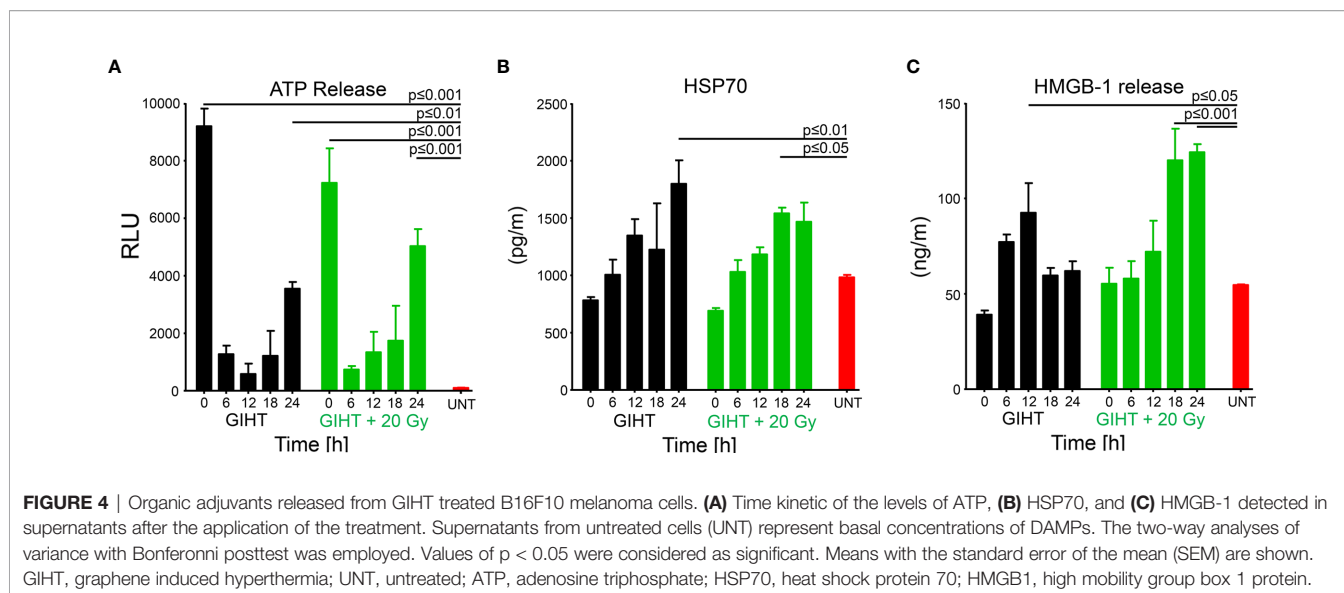 A
ATP Release
p≤0.001
p≤0.01
p≤0.001
p≤0.001
10000
8000
6000
4000
2000
0
RLU
0 6 12 18 24 0 6 12 18 24 UNT
GIHT GIHT + 20 Gy
Time [h]
B
HSP70
p≤0.01
p≤0.05
2500
2000
1500
1000
500
0
(pg/m)
0 6 12 18 24 0 6 12 18 24 UNT
GIHT GIHT + 20 Gy
Time [h]
C
HMGB-1 release
p≤0.05
p≤0.001
150
100
50
0
(ng/m)
0 6 12 18 24 0 6 12 18 24 UNT
GIHT GIHT + 20 Gy
Time [h]
FIGURE 4 | Organic adjuvants released from GIHT treated B16F10 melanoma cells. (A) Time kinetic of the levels of ATP, (B) HSP70, and (C) HMGB-1 detected in
supernatants after the application of the treatment. Supernatants from untreated cells (UNT) represent basal concentrations of DAMPs. The two-way analyses of
variance with Bonferonni posttest was employed. Values of p < 0.05 were considered as significant. Means with the standard error of the mean (SEM) are shown.
GIHT, graphene induced hyperthermia; UNT, untreated; ATP, adenosine triphosphate; HSP70, heat shock protein 70; HMGB1, high mobility group box 1 protein.